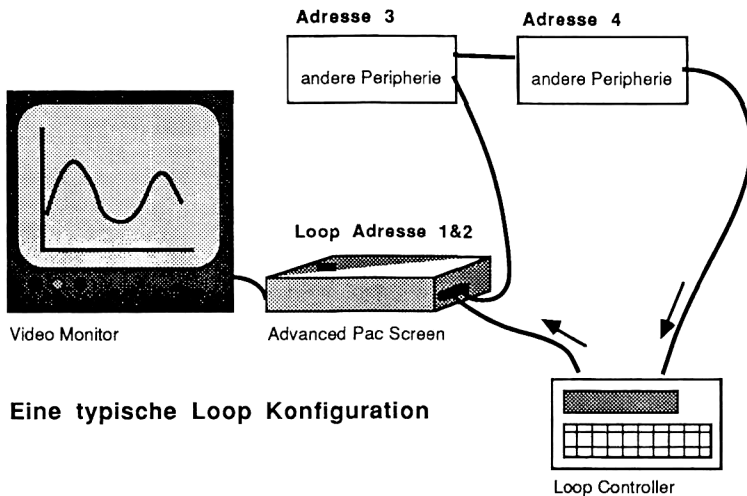 Adresse 3
Adresse 4
andere Peripherie
andere Peripherie
Loop Adresse 1&2
Video Monitor
Advanced Pac Screen
Eine typische Loop Konfiguration
Loop Controller